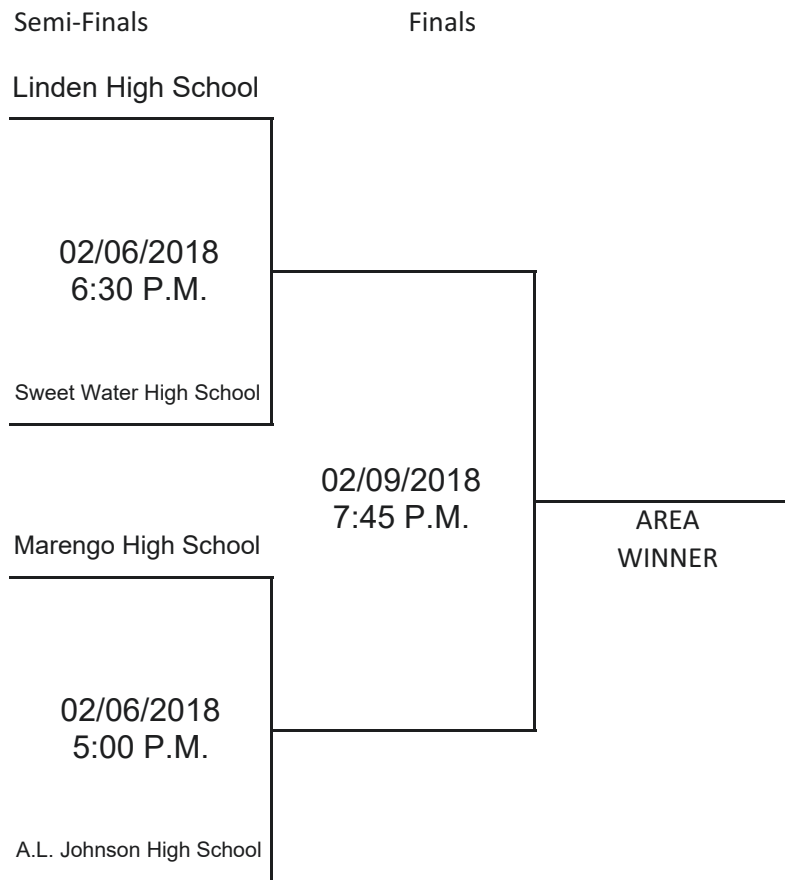 Semi-Finals
Finals
Linden High School
02/06/2018
6:30 P.M.
Sweet Water High School
02/09/2018
7:45 P.M.
AREA
WINNER
Marengo High School
02/06/2018
5:00 P.M.
A.L. Johnson High School